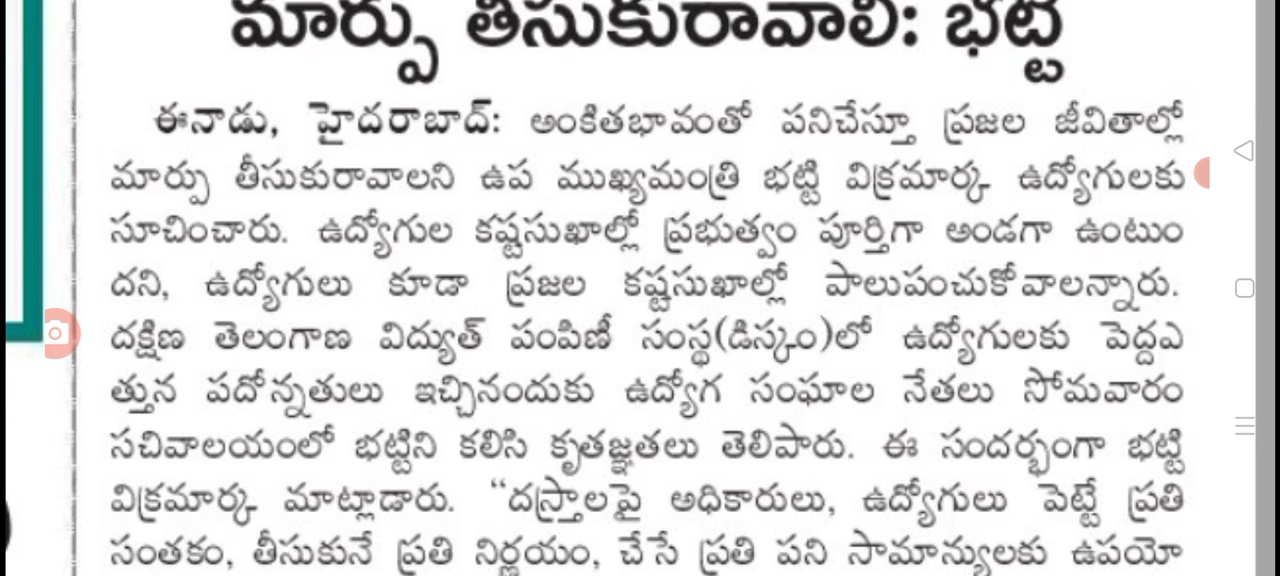 మార్పు తీసుకురావాలి: భట్టి
ఈనాడు, హైదరాబాద్: అంకితభావంతో పనిచేస్తూ ప్రజల జీవితాల్లో
మార్పు తీసుకురావాలని ఉప ముఖ్యమంత్రి భట్టి విక్రమార్క ఉద్యోగులకు
సూచించారు. ఉద్యోగుల కష్టసుఖాల్లో ప్రభుత్వం పూర్తిగా అండగా ఉంటుం
దని, ఉద్యోగులు కూడా ప్రజల కష్టసుఖాల్లో పాలుపంచుకోవాలన్నారు.
దక్షిణ తెలంగాణ విద్యుత్ పంపిణీ సంస్థ(డిస్కం)లో ఉద్యోగులకు పెద్దఎ
త్తున పదోన్నతులు ఇచ్చినందుకు ఉద్యోగ సంఘాల నేతలు సోమవారం
సచివాలయంలో భట్టిని కలిసి కృతజ్ఞతలు తెలిపారు. ఈ సందర్భంగా భట్టి
విక్రమార్క మాట్లాడారు. “దస్త్రాలపై అధికారులు, ఉద్యోగులు పెట్టే ప్రతి
సంతకం, తీసుకునే ప్రతి నిర్ణయం, చేసే ప్రతి పని సామాన్యులకు ఉపయో